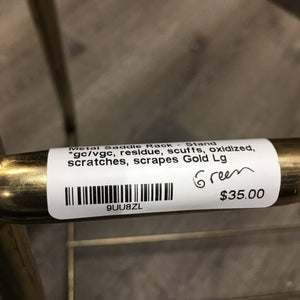 Metal Saddle Rack - Stand
*gc/vgc, residue, scuffs, oxidized,
scratches, scrapes Gold Lg
Green
$35.00
9UU8ZL